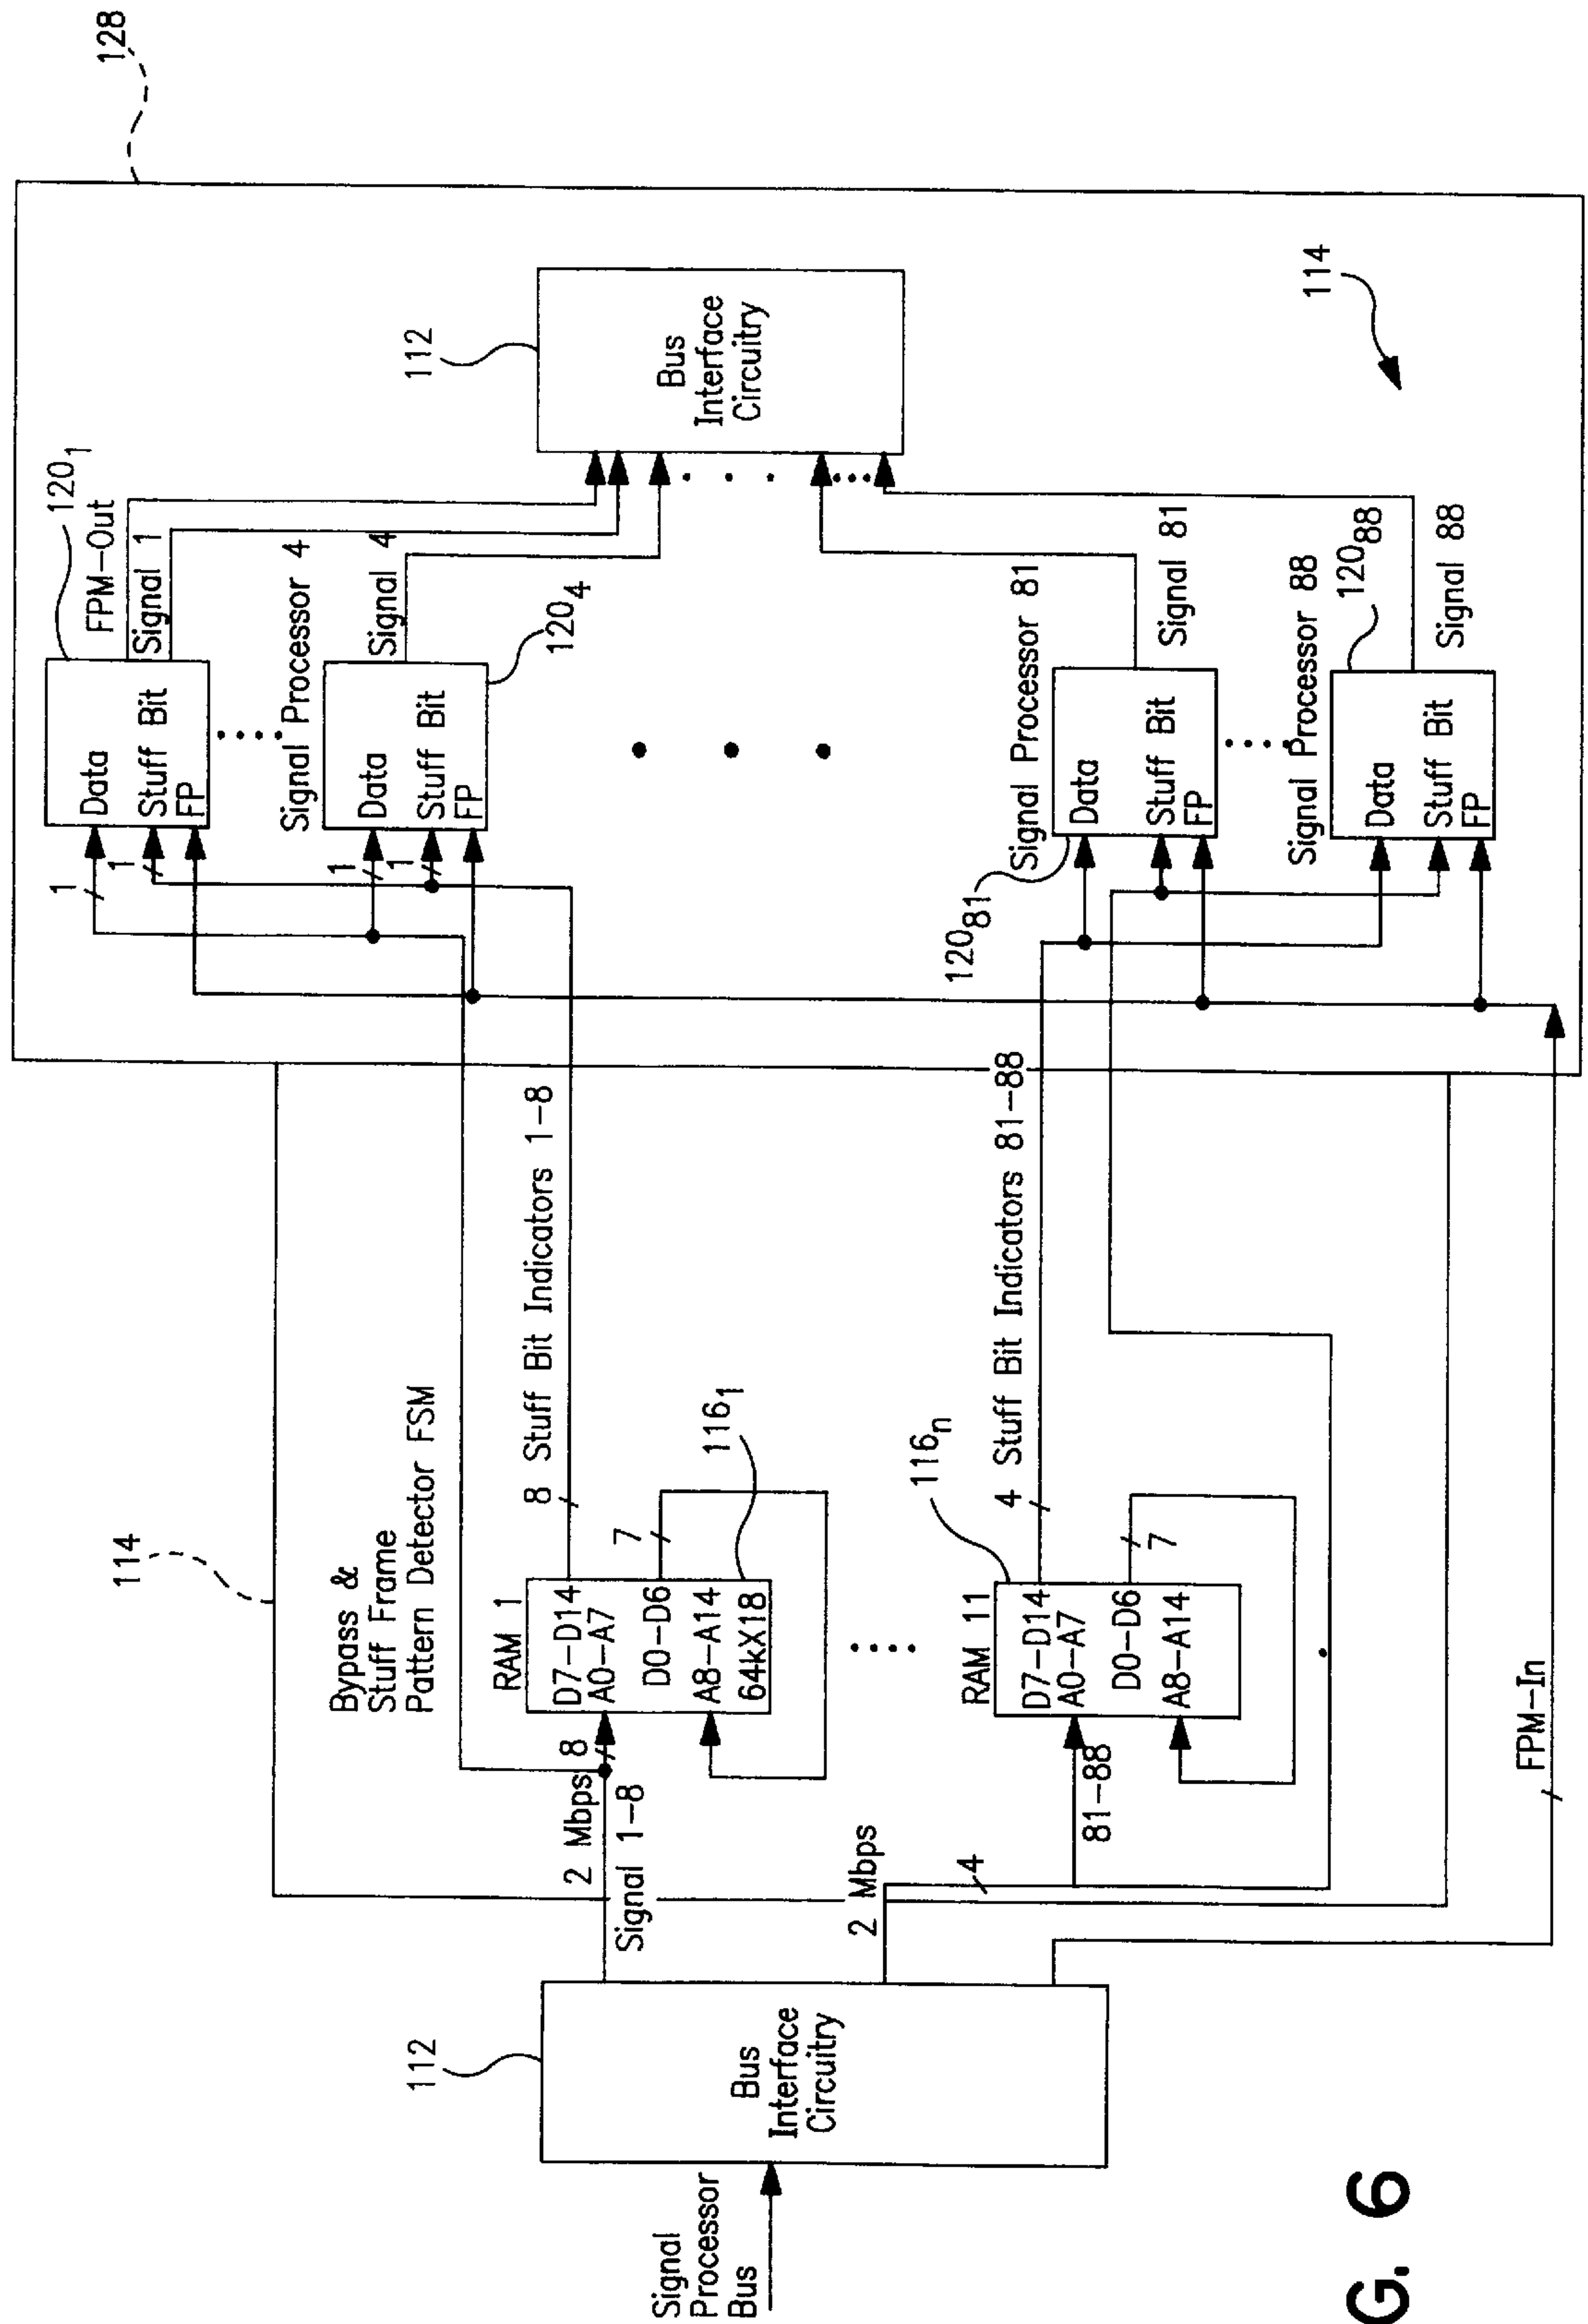 128
112
Bus
Interface
Circuitry
114
120₁
FPM-Out
Signal 1
Data
Stuff Bit
FP
1
1
Signal Processor 4
Signal 4
120₄
Data
Stuff Bit
FP
1
1
Signal Processor 81
Signal 81
120₈₁
Data
Stuff Bit
FP
Signal Processor 88
Signal 88
120₈₈
Data
Stuff Bit
FP
114
Bypass &
Stuff Frame
Pattern Detector FSM
8 Stuff Bit Indicators 1-8
RAM 1
D7-D14
A0-A7
D0-D6
A8-A14
64kX18
7
116₁
4 Stuff Bit Indicators 81-88
RAM 11
D7-D14
A0-A7
D0-D6
A8-A14
7
116ₙ
2 Mbps
8
Signal 1-8
2 Mbps
4
81-88
FPM-In
112
Bus
Interface
Circuitry
Signal
Processor
Bus
G. 6